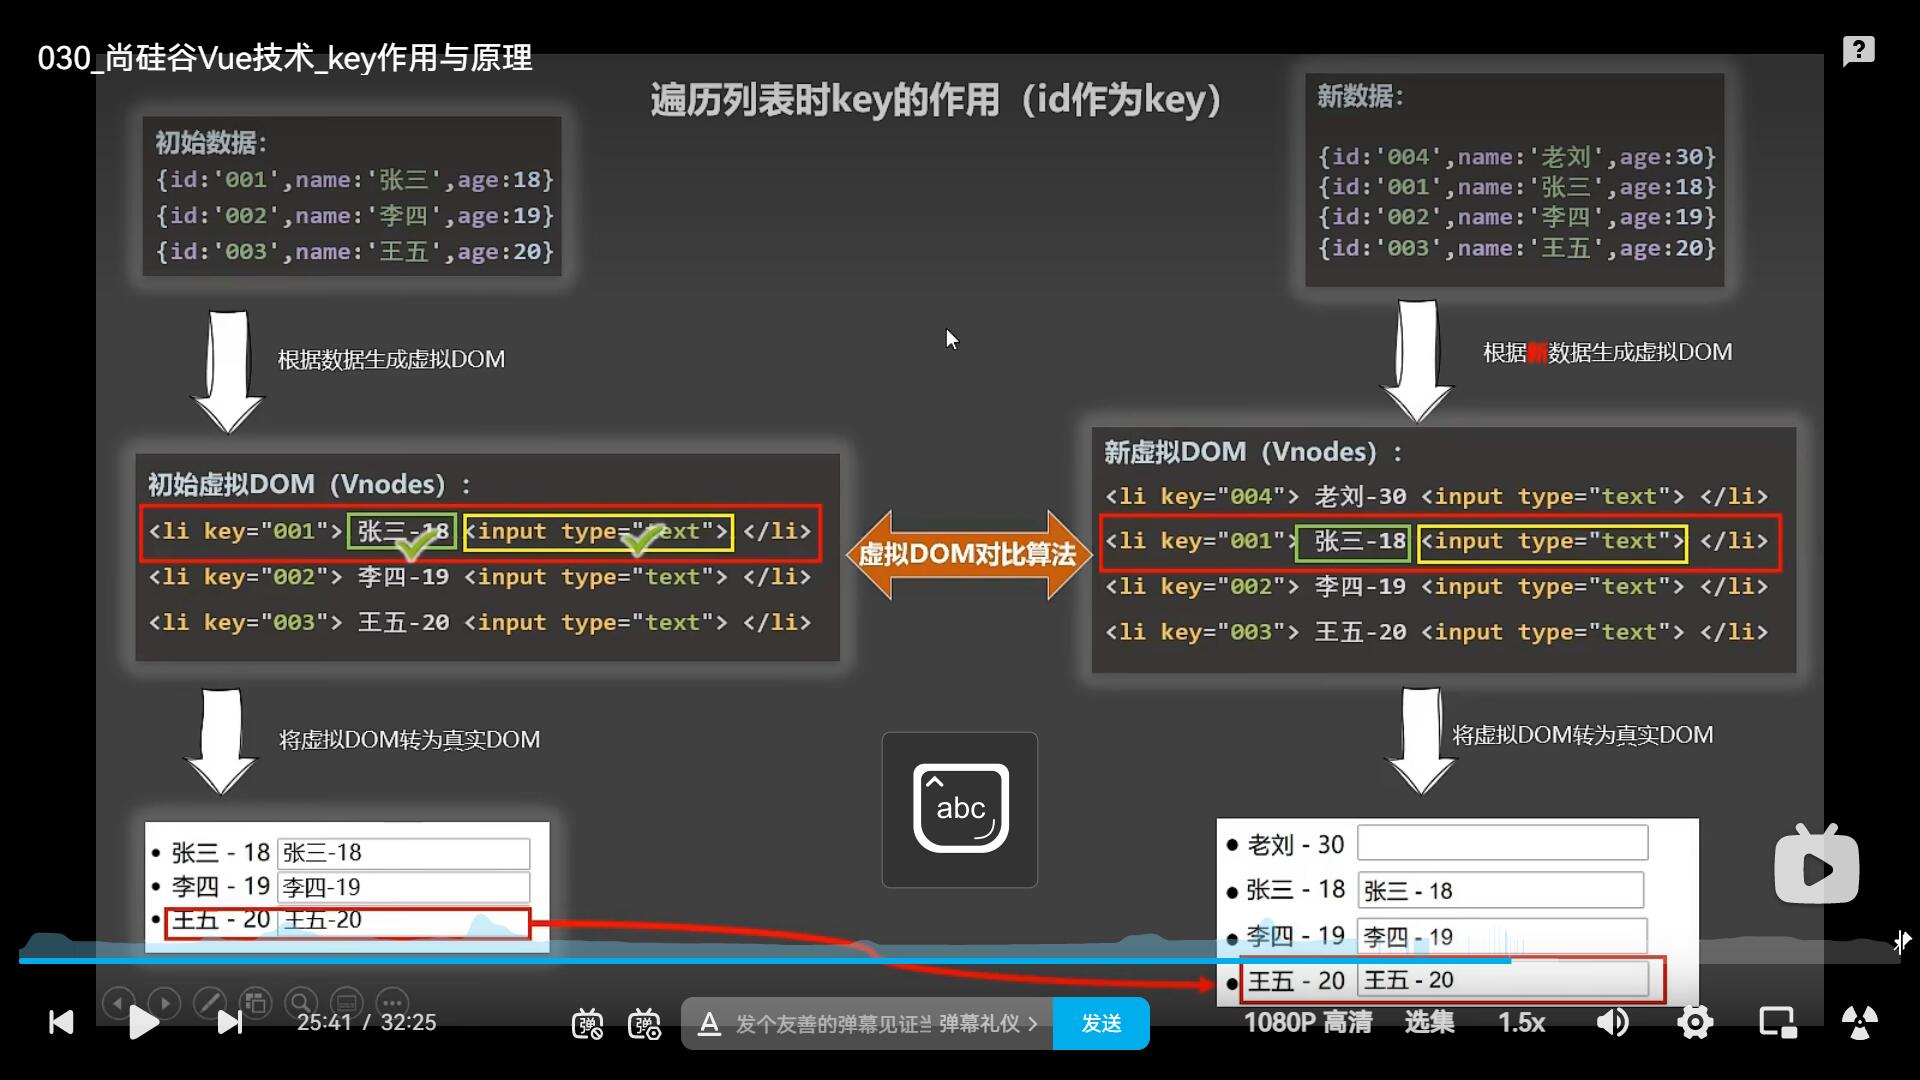 030_尚硅谷Vue技术_key作用与原理
遍历列表时key的作用（id作为key）
初始数据：
{id:'001',name:'张三',age:18}
{id:'002',name:'李四',age:19}
{id:'003',name:'王五',age:20}
新数据：
{id:'004',name:'老刘',age:30}
{id:'001',name:'张三',age:18}
{id:'002',name:'李四',age:19}
{id:'003',name:'王五',age:20}
根据数据生成虚拟DOM
根据新数据生成虚拟DOM
初始虚拟DOM（Vnodes）：
<li key="001"> 张三-18 <input type="text"> </li>
<li key="002"> 李四-19 <input type="text"> </li>
<li key="003"> 王五-20 <input type="text"> </li>
虚拟DOM对比算法
新虚拟DOM（Vnodes）：
<li key="004"> 老刘-30 <input type="text"> </li>
<li key="001"> 张三-18 <input type="text"> </li>
<li key="002"> 李四-19 <input type="text"> </li>
<li key="003"> 王五-20 <input type="text"> </li>
将虚拟DOM转为真实DOM
将虚拟DOM转为真实DOM
abc
张三 - 18 张三-18
李四 - 19 李四-19
王五 - 20 王五-20
老刘 - 30
张三 - 18 张三 - 18
李四 - 19 李四 - 19
王五 - 20 王五 - 20
25:41 / 32:25
弹
弹
发个友善的弹幕见证当
弹幕礼仪 >
发送
1080P 高清
选集
1.5x